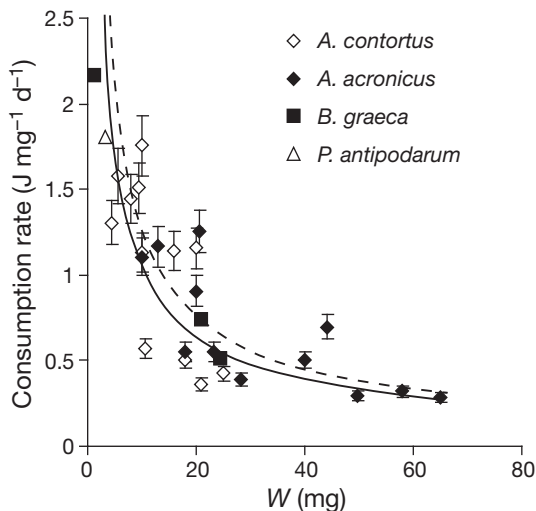 2.5
2
1.5
1
0.5
0
Consumption rate (J mg⁻¹ d⁻¹)
A. contortus
A. acronicus
B. graeca
P. antipodarum
0 20 40 60 80
W (mg)